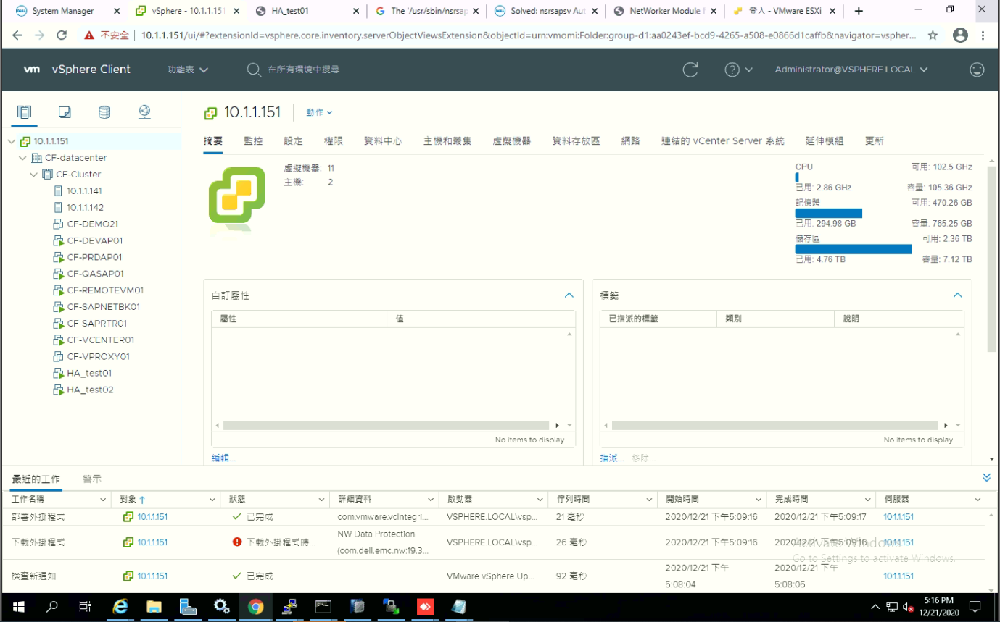 System Manager
vSphere - 10.1.1.151
HA_test01
The '/usr/sbin/nsrsap
Solved: nsrsapsv Aut
NetWorker Module
登入 - VMware ESXi
不安全
10.1.1.151/ui/#?extensionId=vsphere.core.inventory.serverObjectViewsExtension&objectId=urn:vmomi:Folder:group-d1:aa0243ef-bcd9-4265-a508-e0866d1caffb&navigator=vspher...
vm vSphere Client
功能表
在所有環境中搜尋
Administrator@VSPHERE.LOCAL
10.1.1.151
CF-datacenter
CF-Cluster
10.1.1.141
10.1.1.142
CF-DEMO21
CF-DEVAP01
CF-PRDAP01
CF-QASAP01
CF-REMOTEVM01
CF-SAPNETBK01
CF-SAPRTR01
CF-VCENTER01
CF-VPROXY01
HA_test01
HA_test02
10.1.1.151
動作
摘要 監控 設定 權限 資料中心 主機和叢集 虛擬機器 資料存放區 網路 連結的 vCenter Server 系統 延伸模組 更新
虛擬機器: 11
主機: 2
CPU 可用: 102.5 GHz
已用: 2.86 GHz 容量: 105.36 GHz
記憶體 可用: 470.26 GB
已用: 294.98 GB 容量: 765.25 GB
儲存區 可用: 2.36 TB
已用: 4.76 TB 容量: 7.12 TB
自訂屬性
屬性 值
No items to display
編輯...
標籤
已指派的標籤 類別 說明
No items to display
指派... 移除...
最近的工作 警示
工作名稱 對象 狀態 詳細資料 啟動器 佇列時間 開始時間 完成時間 伺服器
部署外掛程式 10.1.1.151 已完成 com.vmware.vcIntegri... VSPHERE.LOCAL\vsp... 21 毫秒 2020/12/21 下午5:09:16 2020/12/21 下午5:09:17 10.1.1.151
下載外掛程式 10.1.1.151 下載外掛程式時... NW Data Protection (com.dell.emc.nw:19.3... VSPHERE.LOCAL\vsp... 26 毫秒 2020/12/21 下午5:09:16 2020/12/21 下午5:09:16 10.1.1.151
檢查新通知 10.1.1.151 已完成 VMware vSphere Up... 92 毫秒 2020/12/21 下午 5:08:04 2020/12/21 下午 5:08:05 10.1.1.151
Activate Windows
Go to Settings to activate Windows.
5:16 PM
12/21/2020